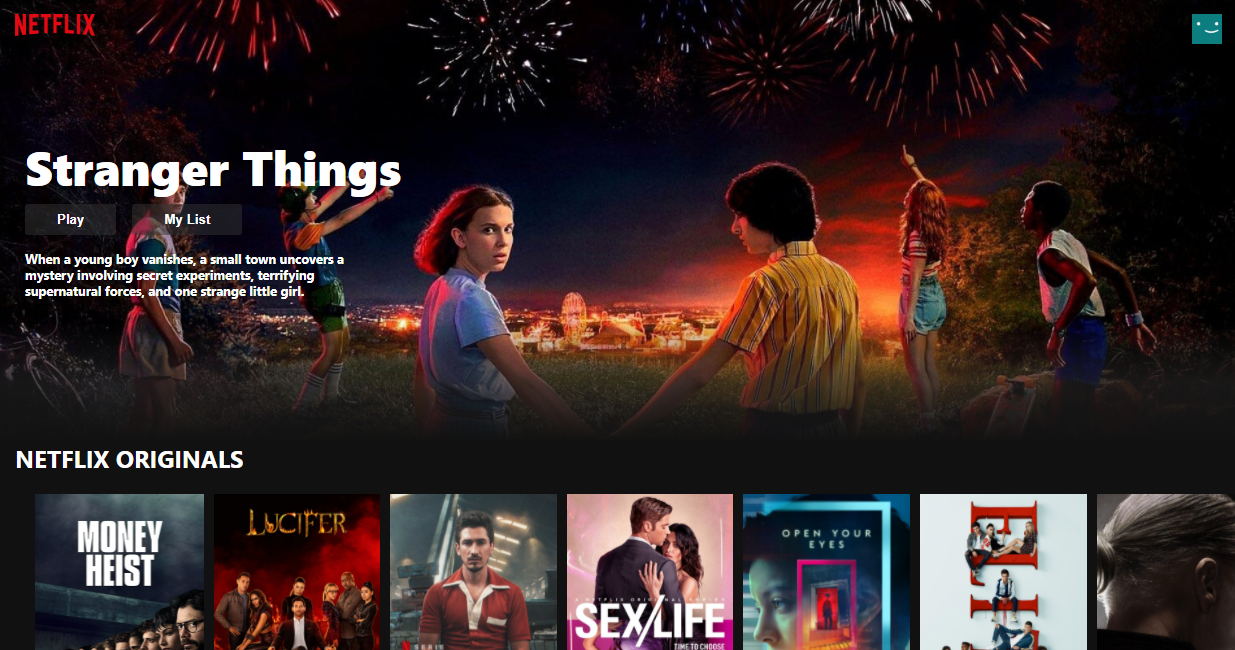 NETFLIX
Stranger Things
Play
My List
When a young boy vanishes, a small town uncovers a
mystery involving secret experiments, terrifying
supernatural forces, and one strange little girl.
NETFLIX ORIGINALS
MONEY
HEIST
LUCIFER
SERIE
A NETFLIX ORIGINAL SERIES
SEX/LIFE
TIME TO CHOOSE
OPEN YOUR
EYES